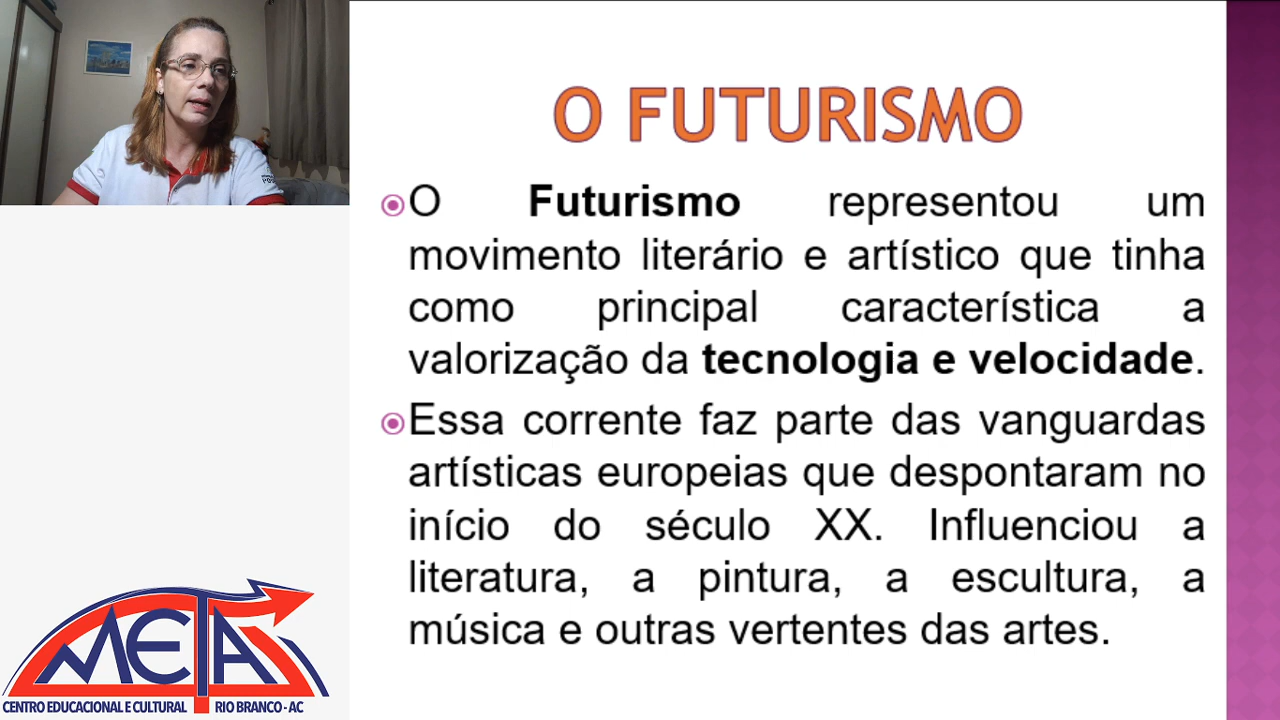 O FUTURISMO
O Futurismo representou um
movimento literário e artístico que tinha
como principal característica a
valorização da tecnologia e velocidade.
Essa corrente faz parte das vanguardas
artísticas europeias que despontaram no
início do século XX. Influenciou a
literatura, a pintura, a escultura, a
música e outras vertentes das artes.
META
CENTRO EDUCACIONAL E CULTURAL RIO BRANCO - AC